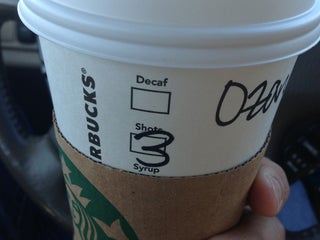 Decaf
RBUCKS®
Shots
3
Syrup